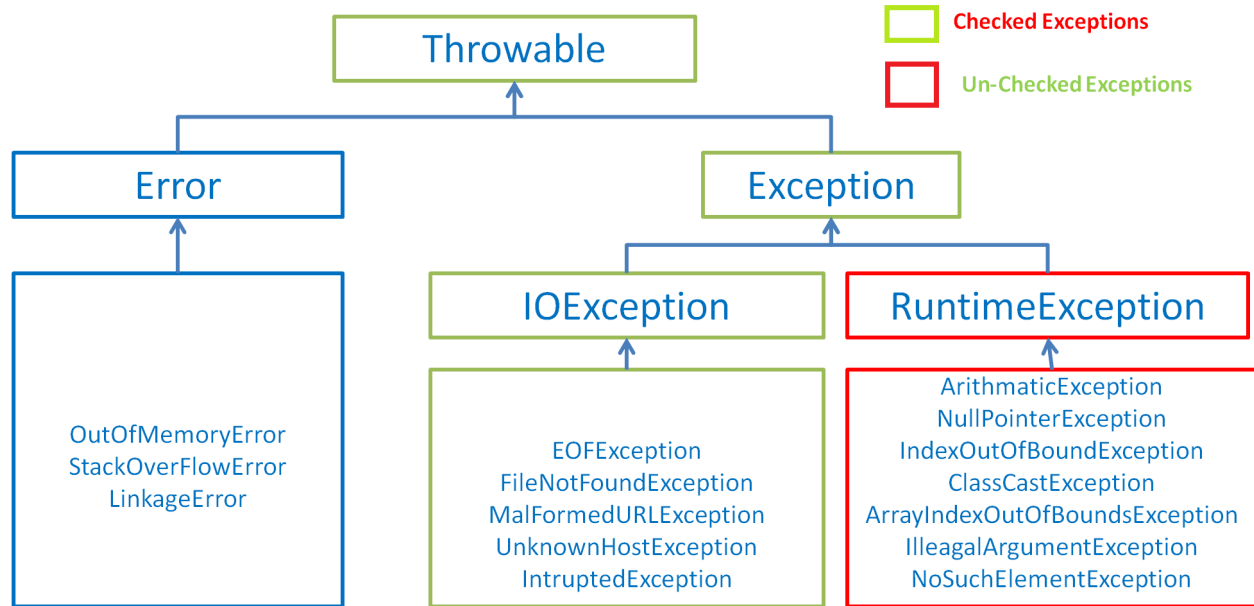 Throwable
Checked Exceptions
Un-Checked Exceptions
Error
Exception
IOException
RuntimeException
OutOfMemoryError
StackOverFlowError
LinkageError
EOFException
FileNotFoundException
MalFormedURLException
UnknownHostException
IntruptedException
ArithmaticException
NullPointerException
IndexOutOfBoundException
ClassCastException
ArrayIndexOutOfBoundsException
IlleagalArgumentException
NoSuchElementException